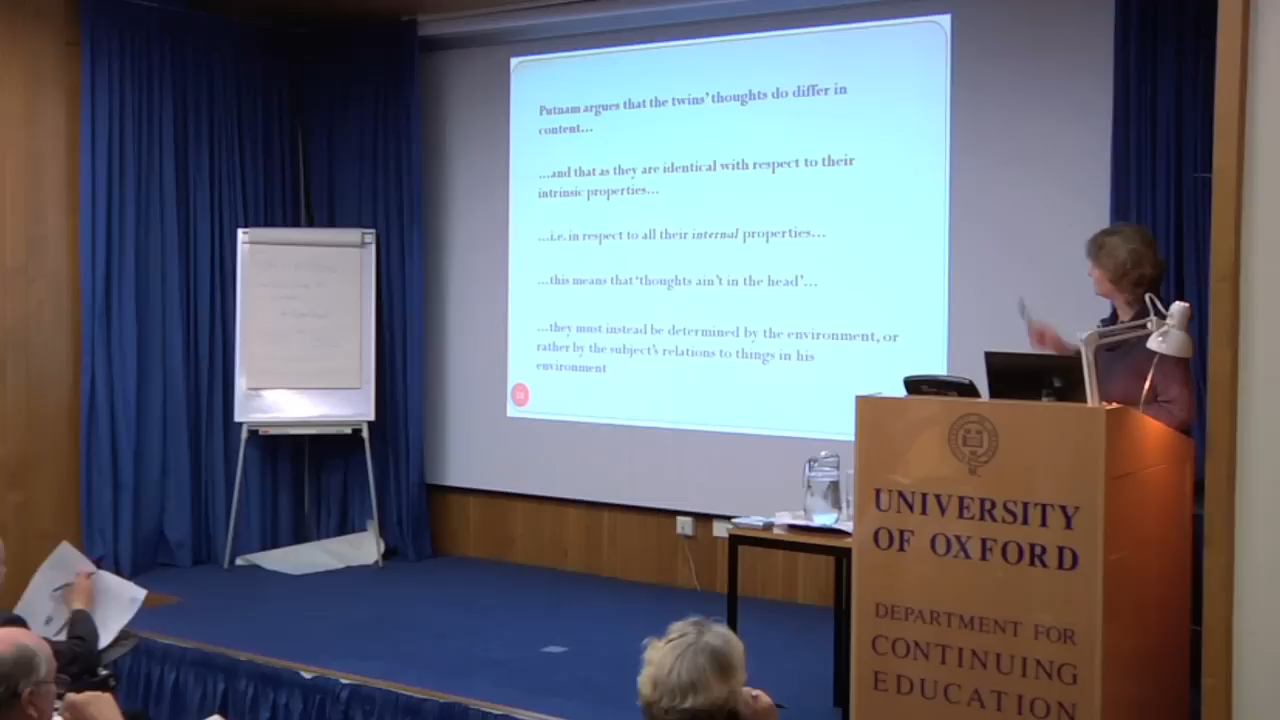 Putnam argues that the twins' thoughts do differ in
content...
...and that as they are identical with respect to their
intrinsic properties...
...i.e. in respect to all their internal properties...
...this means that 'thoughts ain't in the head'...
...they must instead be determined by the environment, or
rather by the subject's relations to things in his
environment
UNIVERSITY
OF OXFORD
DEPARTMENT FOR
CONTINUING
EDUCATION